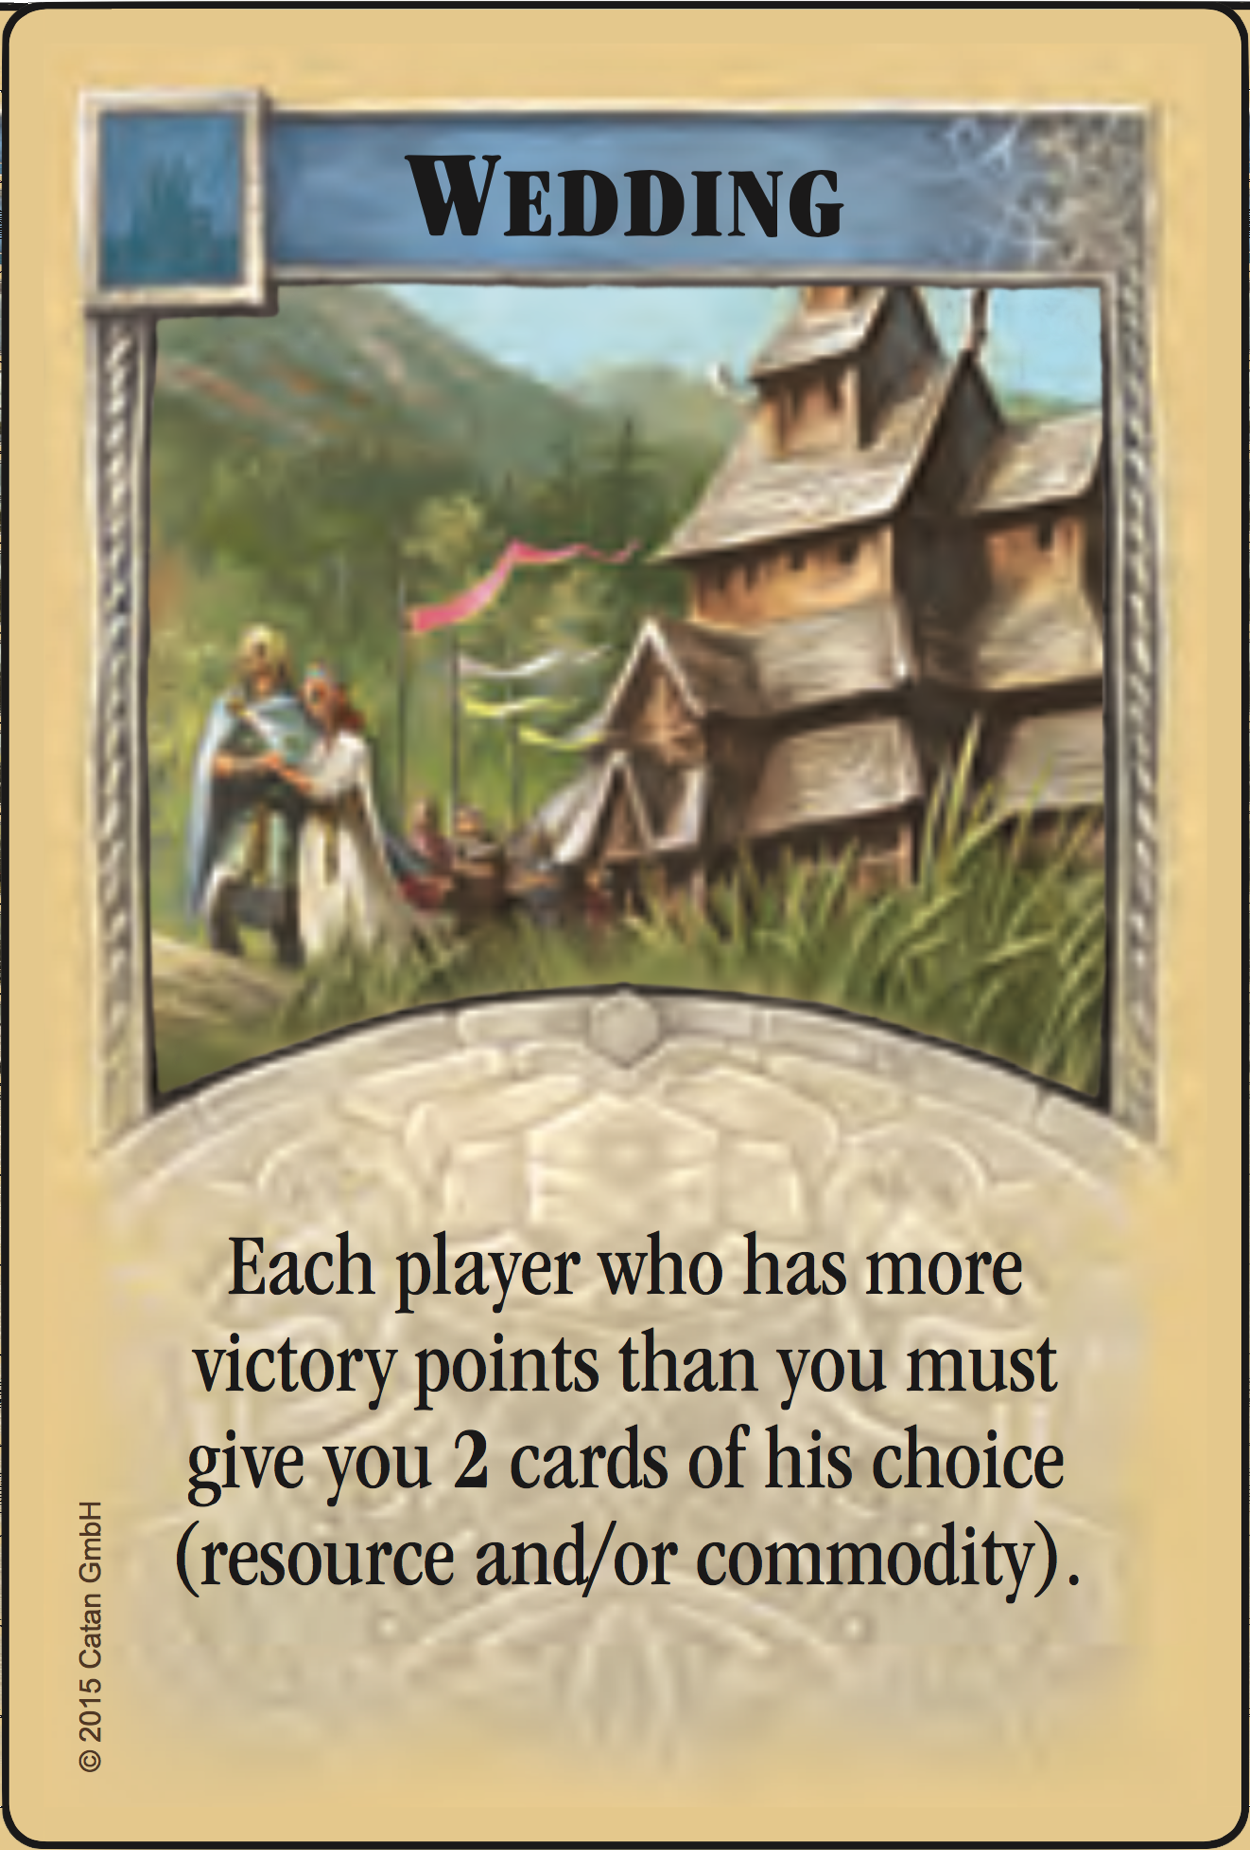 WEDDING
Each player who has more
victory points than you must
give you 2 cards of his choice
(resource and/or commodity).
© 2015 Catan GmbH